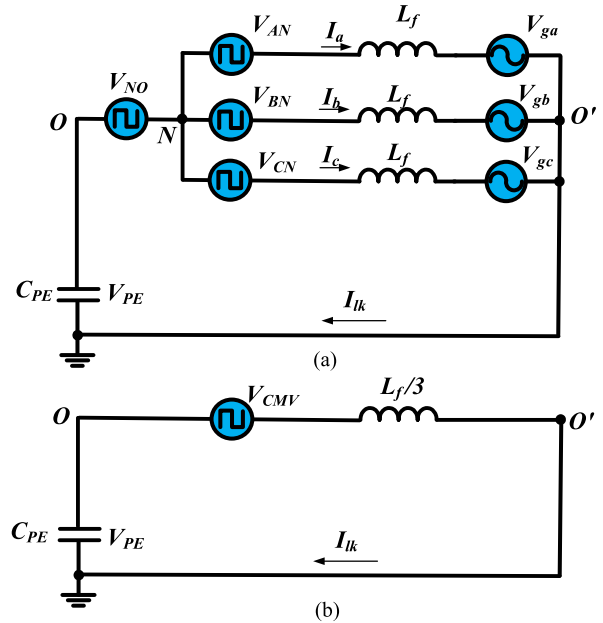 V_AN
I_a
L_f
V_ga
V_NO
V_BN
I_b
L_f
V_gb
O
N
O'
V_CN
I_c
L_f
V_gc
C_PE
V_PE
I_lk
(a)
V_CMV
L_f/3
O
O'
C_PE
V_PE
I_lk
(b)